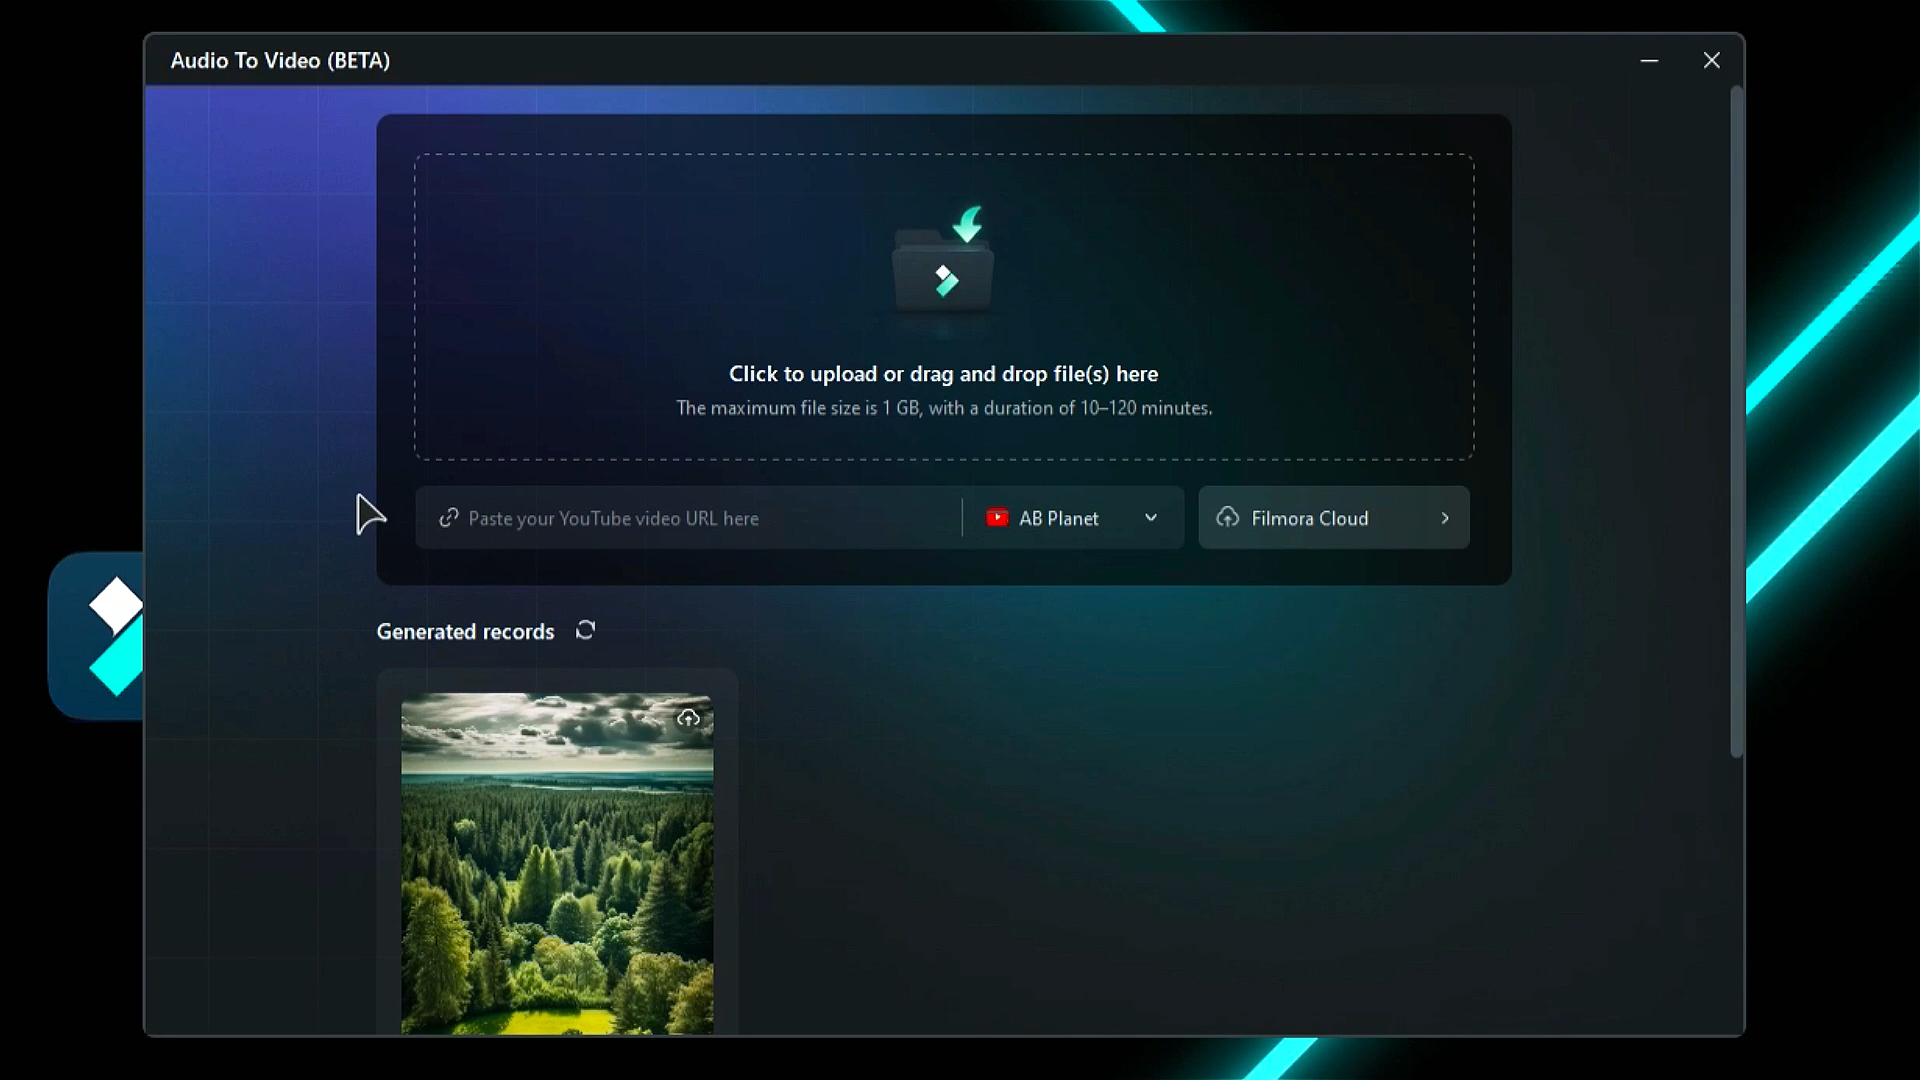 Audio To Video (BETA)
Click to upload or drag and drop file(s) here
The maximum file size is 1 GB, with a duration of 10–120 minutes.
Paste your YouTube video URL here
AB Planet
Filmora Cloud
Generated records